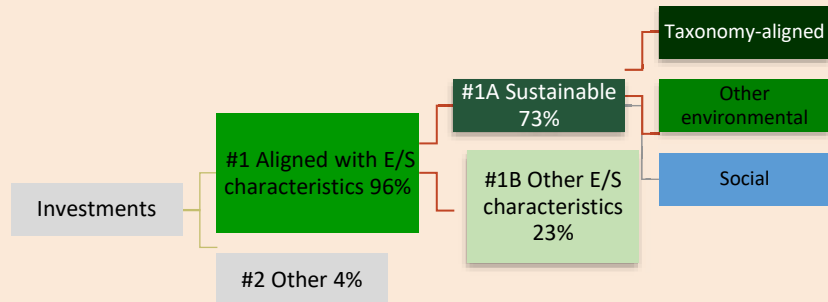 Taxonomy-aligned
#1A Sustainable
73%
Other
environmental
#1 Aligned with E/S
characteristics 96%
#1B Other E/S
characteristics
23%
Social
Investments
#2 Other 4%